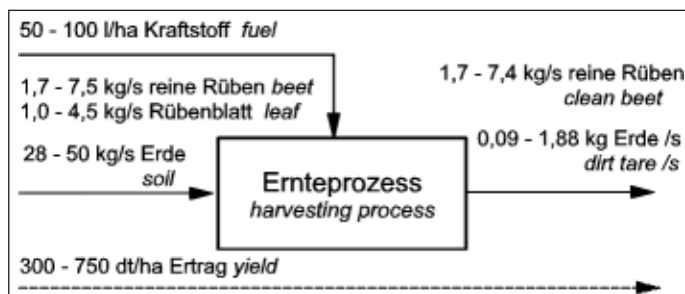 50 - 100 l/ha Kraftstoff fuel
1,7 - 7,5 kg/s reine Rüben beet
1,0 - 4,5 kg/s Rübenblatt leaf
28 - 50 kg/s Erde
soil
Ernteprozess
harvesting process
1,7 - 7,4 kg/s reine Rüben
clean beet
0,09 - 1,88 kg Erde /s
dirt tare /s
300 - 750 dt/ha Ertrag yield